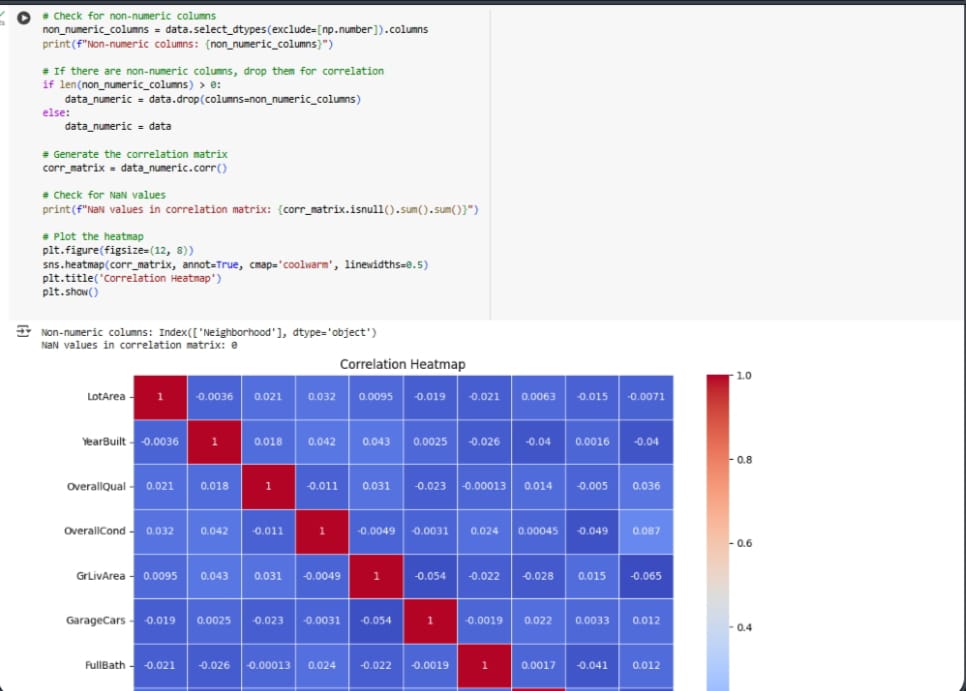 # Check for non-numeric columns
non_numeric_columns = data.select_dtypes(exclude=[np.number]).columns
print(f"Non-numeric columns: {non_numeric_columns}")
# If there are non-numeric columns, drop them for correlation
if len(non_numeric_columns) > 0:
    data_numeric = data.drop(columns=non_numeric_columns)
else:
    data_numeric = data
# Generate the correlation matrix
corr_matrix = data_numeric.corr()
# Check for NaN values
print(f"NaN values in correlation matrix: {corr_matrix.isnull().sum().sum()}")
# Plot the heatmap
plt.figure(figsize=(12, 8))
sns.heatmap(corr_matrix, annot=True, cmap='coolwarm', linewidths=0.5)
plt.title('Correlation Heatmap')
plt.show()
Non-numeric columns: Index(['Neighborhood'], dtype='object')
NaN values in correlation matrix: 0
Correlation Heatmap
LotArea 1 -0.0036 0.021 0.032 0.0095 -0.019 -0.021 0.0063 -0.015 -0.0071
YearBuilt -0.0036 1 0.018 0.042 0.043 0.0025 -0.026 -0.04 0.0016 -0.04
OverallQual 0.021 0.018 1 -0.011 0.031 -0.023 -0.00013 0.014 -0.005 0.036
OverallCond 0.032 0.042 -0.011 1 -0.0049 -0.0031 0.024 0.00045 -0.049 0.087
GrLivArea 0.0095 0.043 0.031 -0.0049 1 -0.054 -0.022 -0.028 0.015 -0.065
GarageCars -0.019 0.0025 -0.023 -0.0031 -0.054 1 -0.0019 0.022 0.0033 0.012
FullBath -0.021 -0.026 -0.00013 0.024 -0.022 -0.0019 1 0.0017 -0.041 0.012
1.0
0.8
0.6
0.4